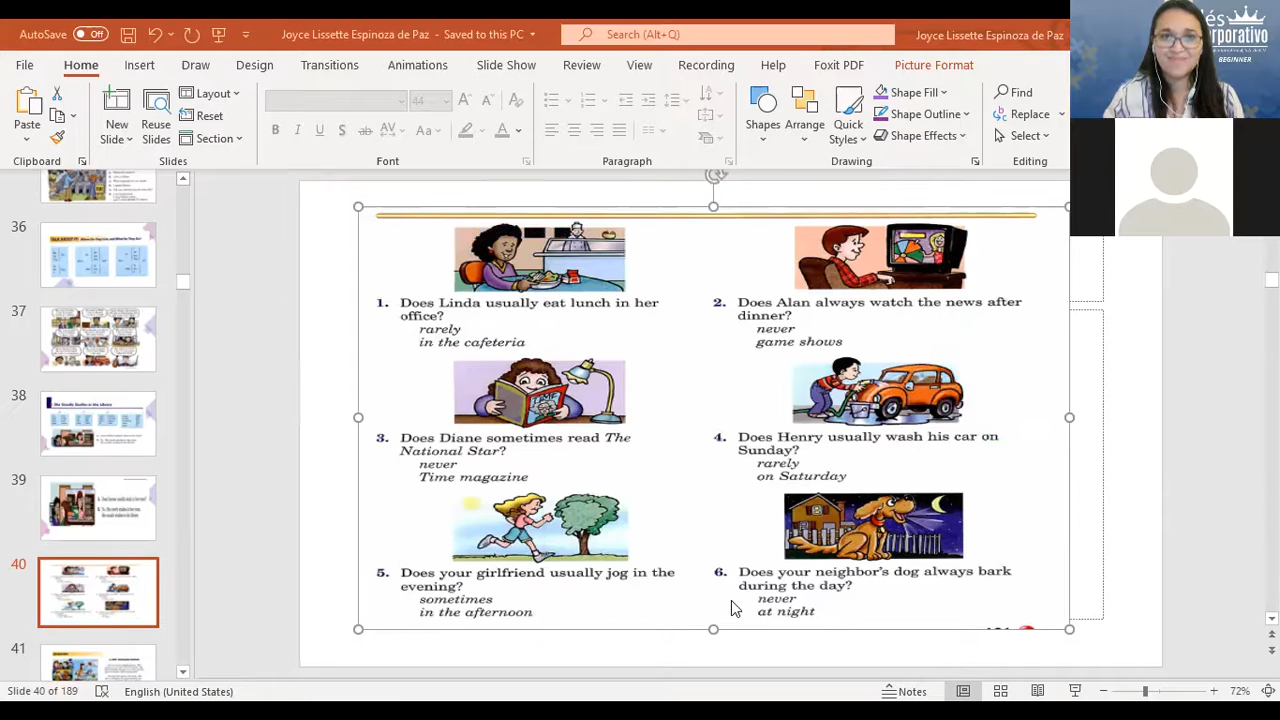 AutoSave Off
Joyce Lissette Espinoza de Paz - Saved to this PC
Search (Alt+Q)
Joyce Lissette Espinoza de Paz
és
rporativo
BEGINNER
File Home Insert Draw Design Transitions Animations Slide Show Review View Recording Help Foxit PDF Picture Format
Paste
Clipboard
New Slide
Reuse Slides
Layout
Reset
Section
Slides
44
B I U S ab AV Aa A
Font
Paragraph
Shapes
Arrange
Quick Styles
Shape Fill
Shape Outline
Shape Effects
Drawing
Find
Replace
Select
Editing
36
37
38
39
40
41
1. Does Linda usually eat lunch in her
office?
rarely
in the cafeteria
2. Does Alan always watch the news after
dinner?
never
game shows
3. Does Diane sometimes read The
National Star?
never
Time magazine
4. Does Henry usually wash his car on
Sunday?
rarely
on Saturday
5. Does your girlfriend usually jog in the
evening?
sometimes
in the afternoon
6. Does your neighbor's dog always bark
during the day?
never
at night
Slide 40 of 189
English (United States)
Notes
72%